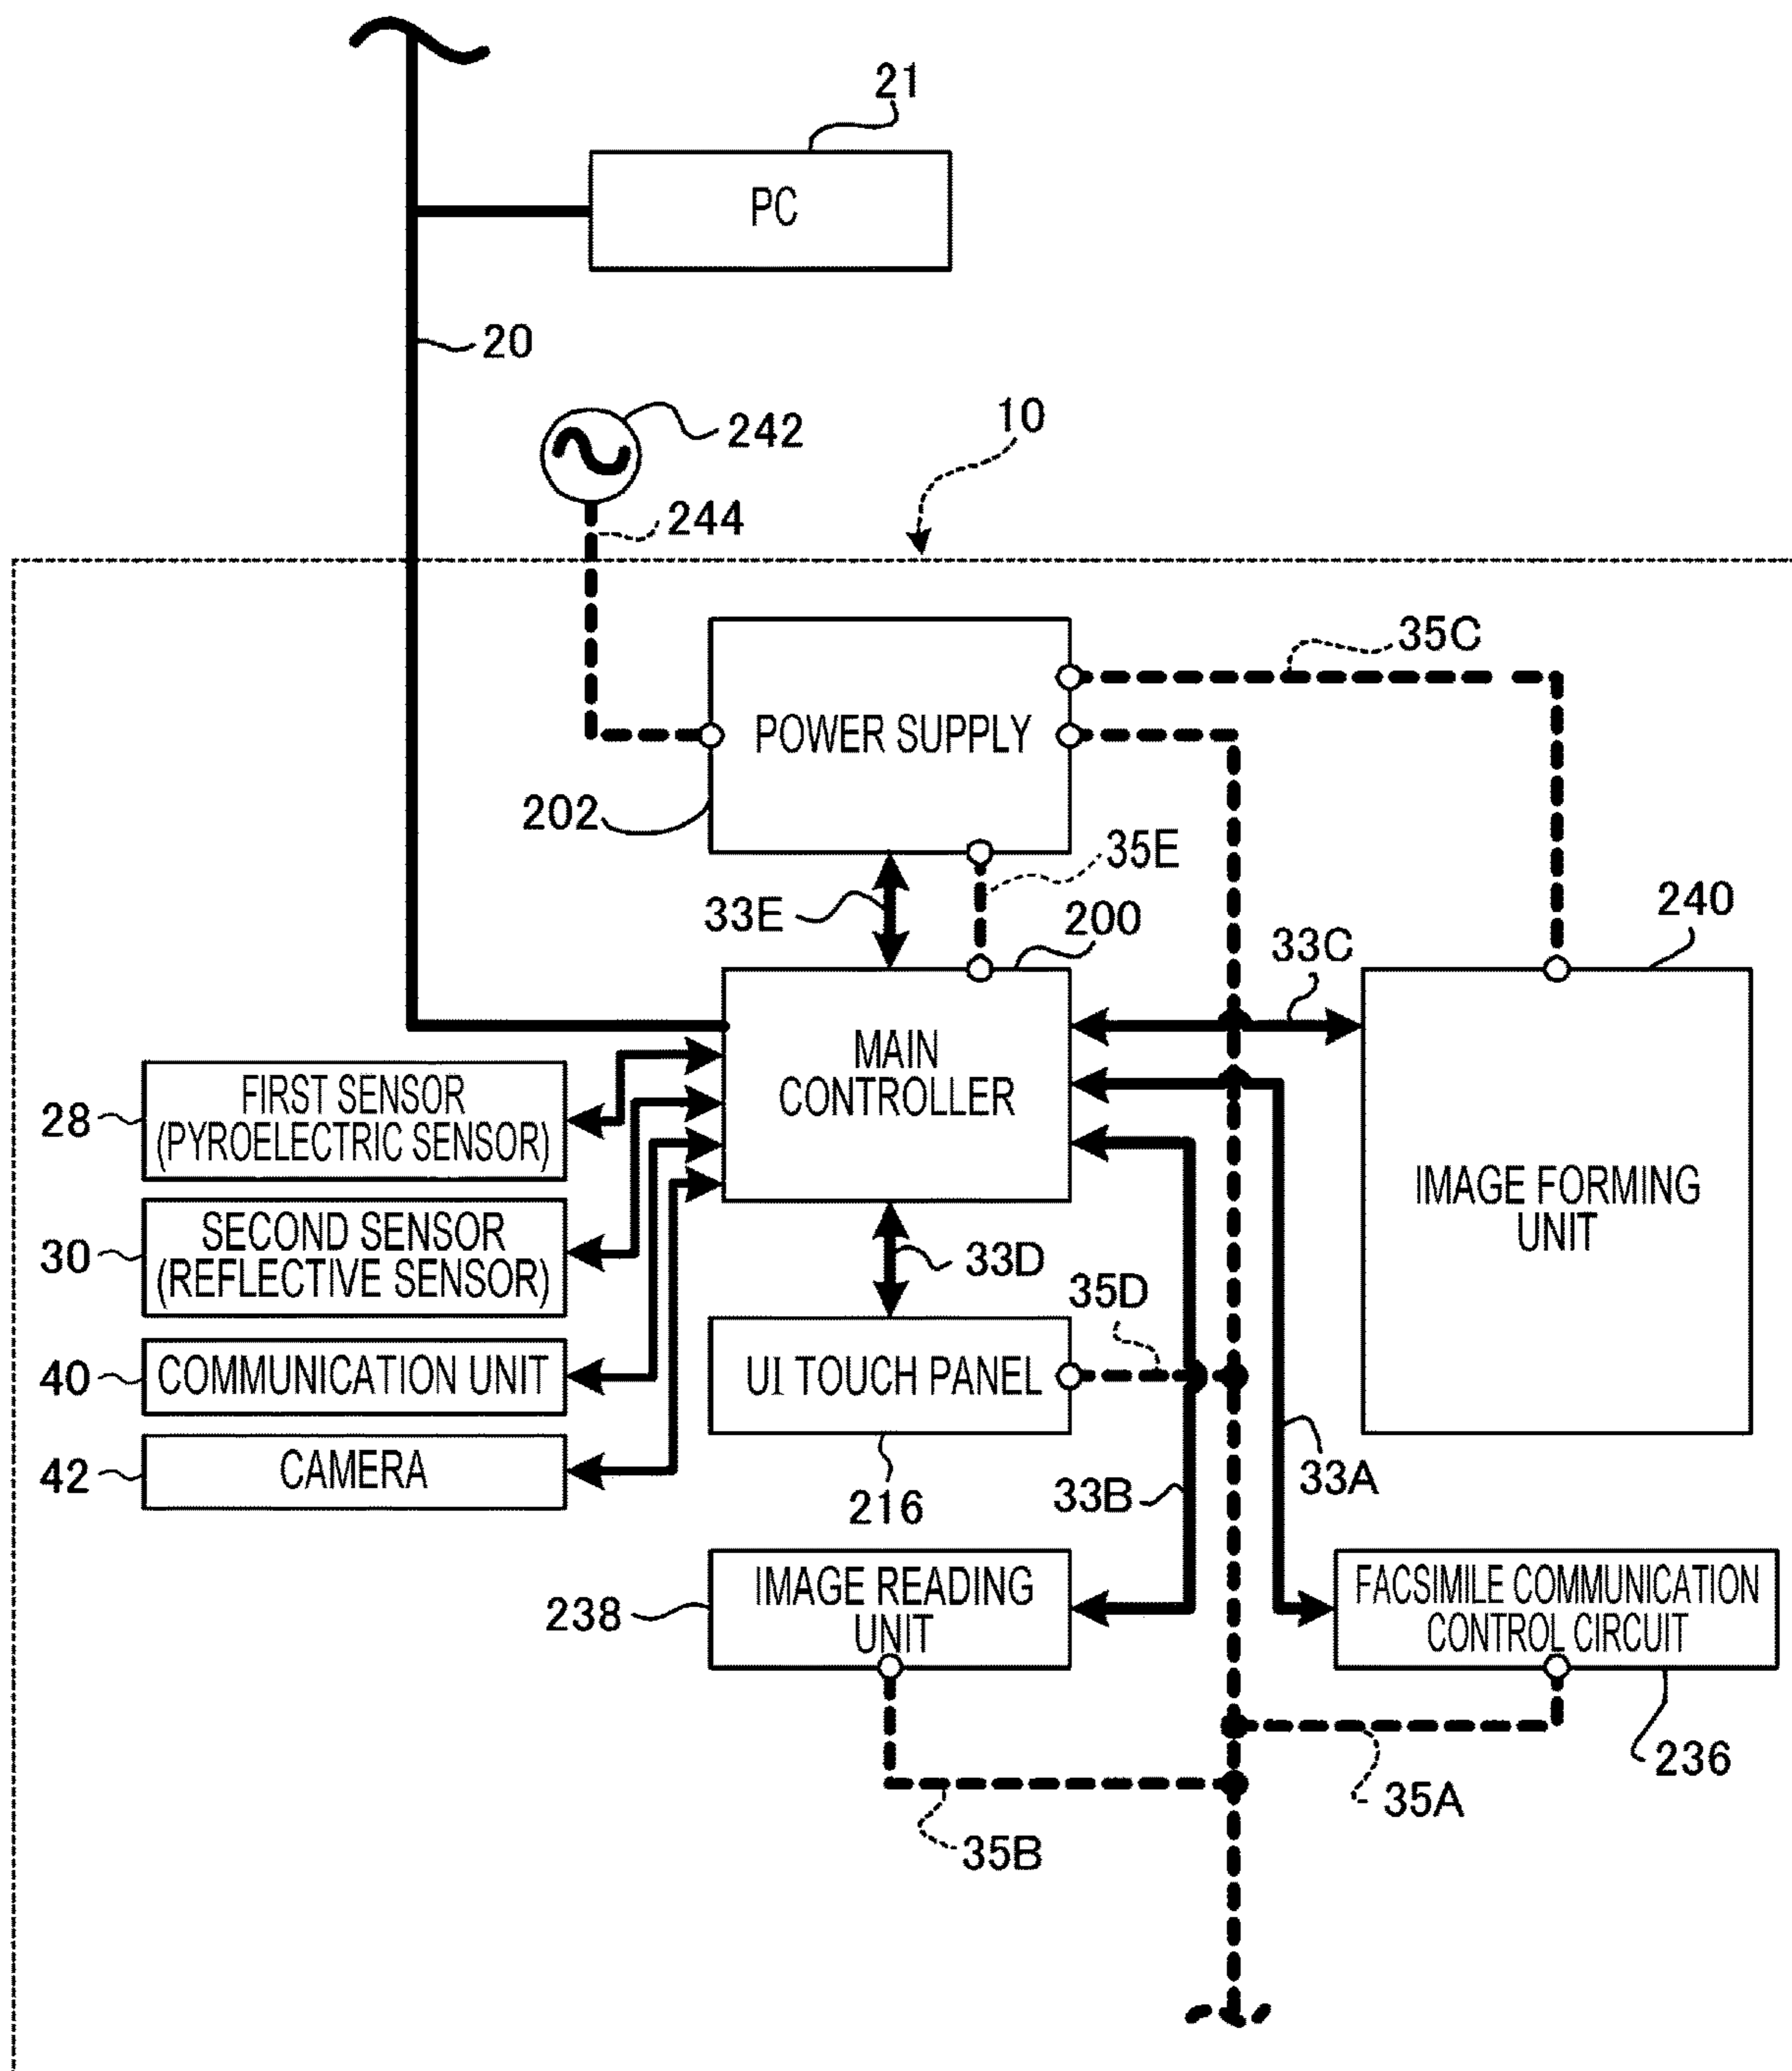 21
PC
20
242
10
244
35C
POWER SUPPLY
202
35E
33E
200
240
33C
MAIN
CONTROLLER
FIRST SENSOR
(PYROELECTRIC SENSOR)
28
IMAGE FORMING
UNIT
SECOND SENSOR
(REFLECTIVE SENSOR)
30
33D
35D
COMMUNICATION UNIT
40
UI TOUCH PANEL
CAMERA
42
33A
33B
216
IMAGE READING
UNIT
238
FACSIMILE COMMUNICATION
CONTROL CIRCUIT
236
35A
35B